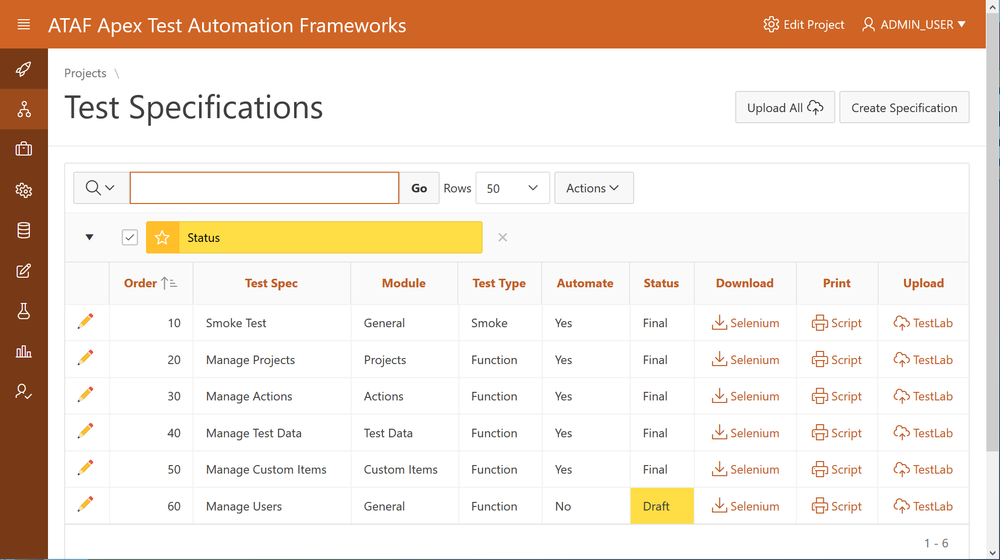 ATAF Apex Test Automation Frameworks
Edit Project
ADMIN_USER
Projects \
Test Specifications
Upload All
Create Specification
Go Rows 50 Actions
Status
Order Test Spec Module Test Type Automate Status Download Print Upload
10 Smoke Test General Smoke Yes Final Selenium Script TestLab
20 Manage Projects Projects Function Yes Final Selenium Script TestLab
30 Manage Actions Actions Function Yes Final Selenium Script TestLab
40 Manage Test Data Test Data Function Yes Final Selenium Script TestLab
50 Manage Custom Items Custom Items Function Yes Final Selenium Script TestLab
60 Manage Users General Function No Draft Selenium Script TestLab
1 - 6